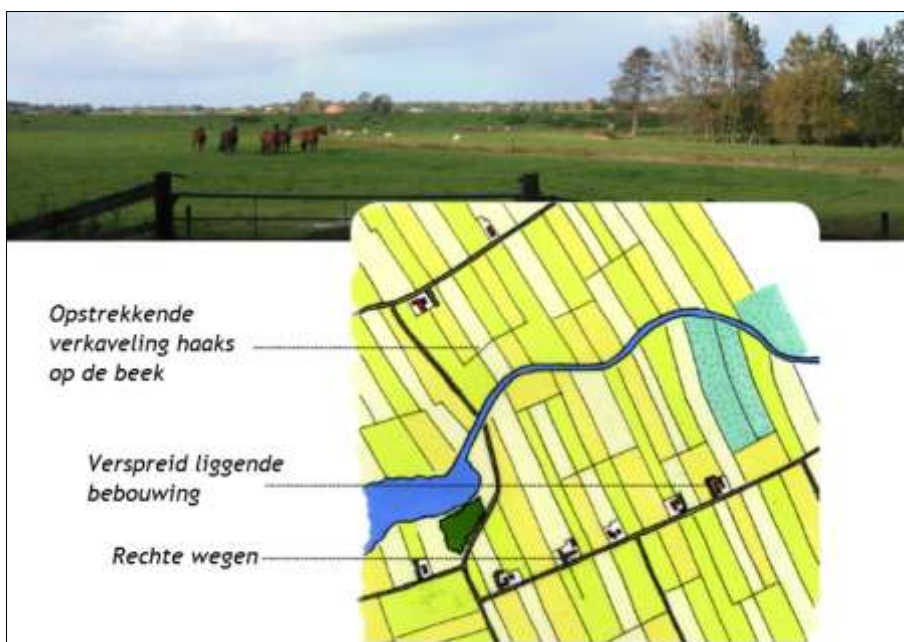 Opstrekkende
verkaveling haaks
op de beek
Verspreid liggende
bebouwing
Rechte wegen